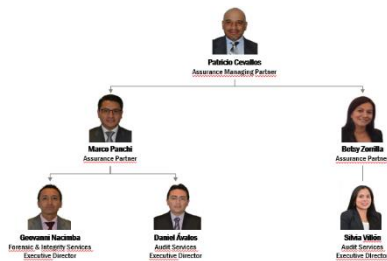 Patricio Cevallos
Assurance Managing Partner
Marco Panchi
Assurance Partner
Betsy Zorrilla
Assurance Partner
Geovanni Nacimba
Forensic & Integrity Services
Executive Director
Daniel Ávalos
Audit Services
Executive Director
Silvia Villón
Audit Services
Executive Director